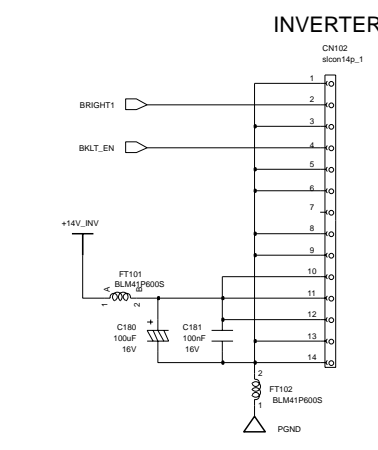 INVERTER
CN102
slcon14p_1
1
BRIGHT1 2
3
BKLT_EN 4
5
6
7
+14V_INV
8
9
FT101 10
A BLM41P600S B
1 2 11
+
C180 C181 12
100uF 100nF
16V 16V 13
14
2
FT102
BLM41P600S
1
PGND